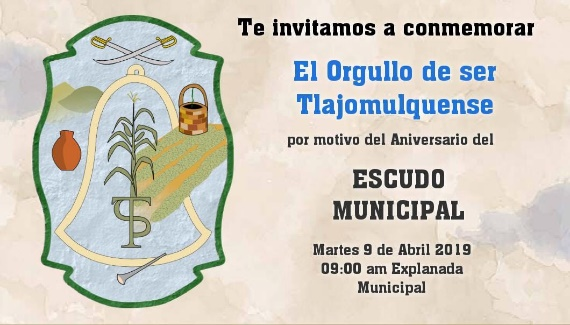 Te invitamos a conmemorar
El Orgullo de ser
Tlajomulquense
por motivo del Aniversario del
ESCUDO
MUNICIPAL
Martes 9 de Abril 2019
09:00 am Explanada
Municipal